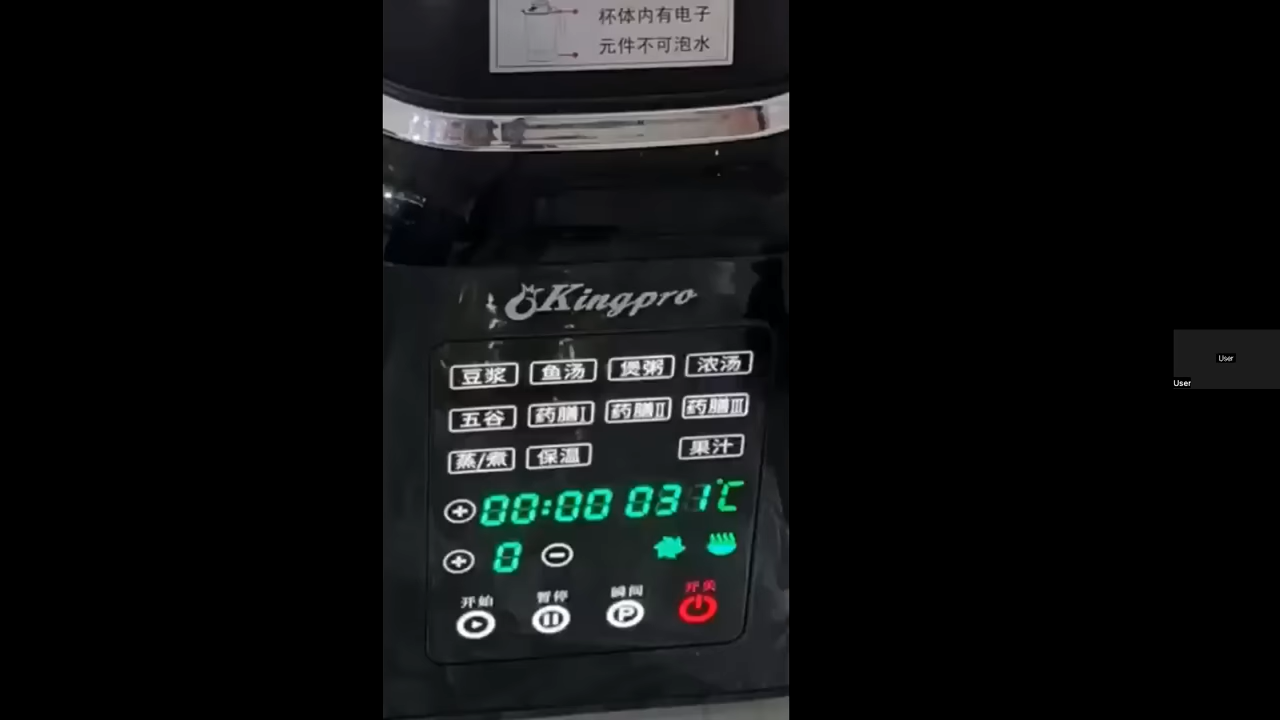 杯体内有电子
元件不可泡水
Kingpro
豆浆 鱼汤 煲粥 浓汤
五谷 药膳I 药膳II 药膳III
蒸/煮 保温 果汁
00:00 031℃
0
开始 暂停 瞬间 开关
P
User
User